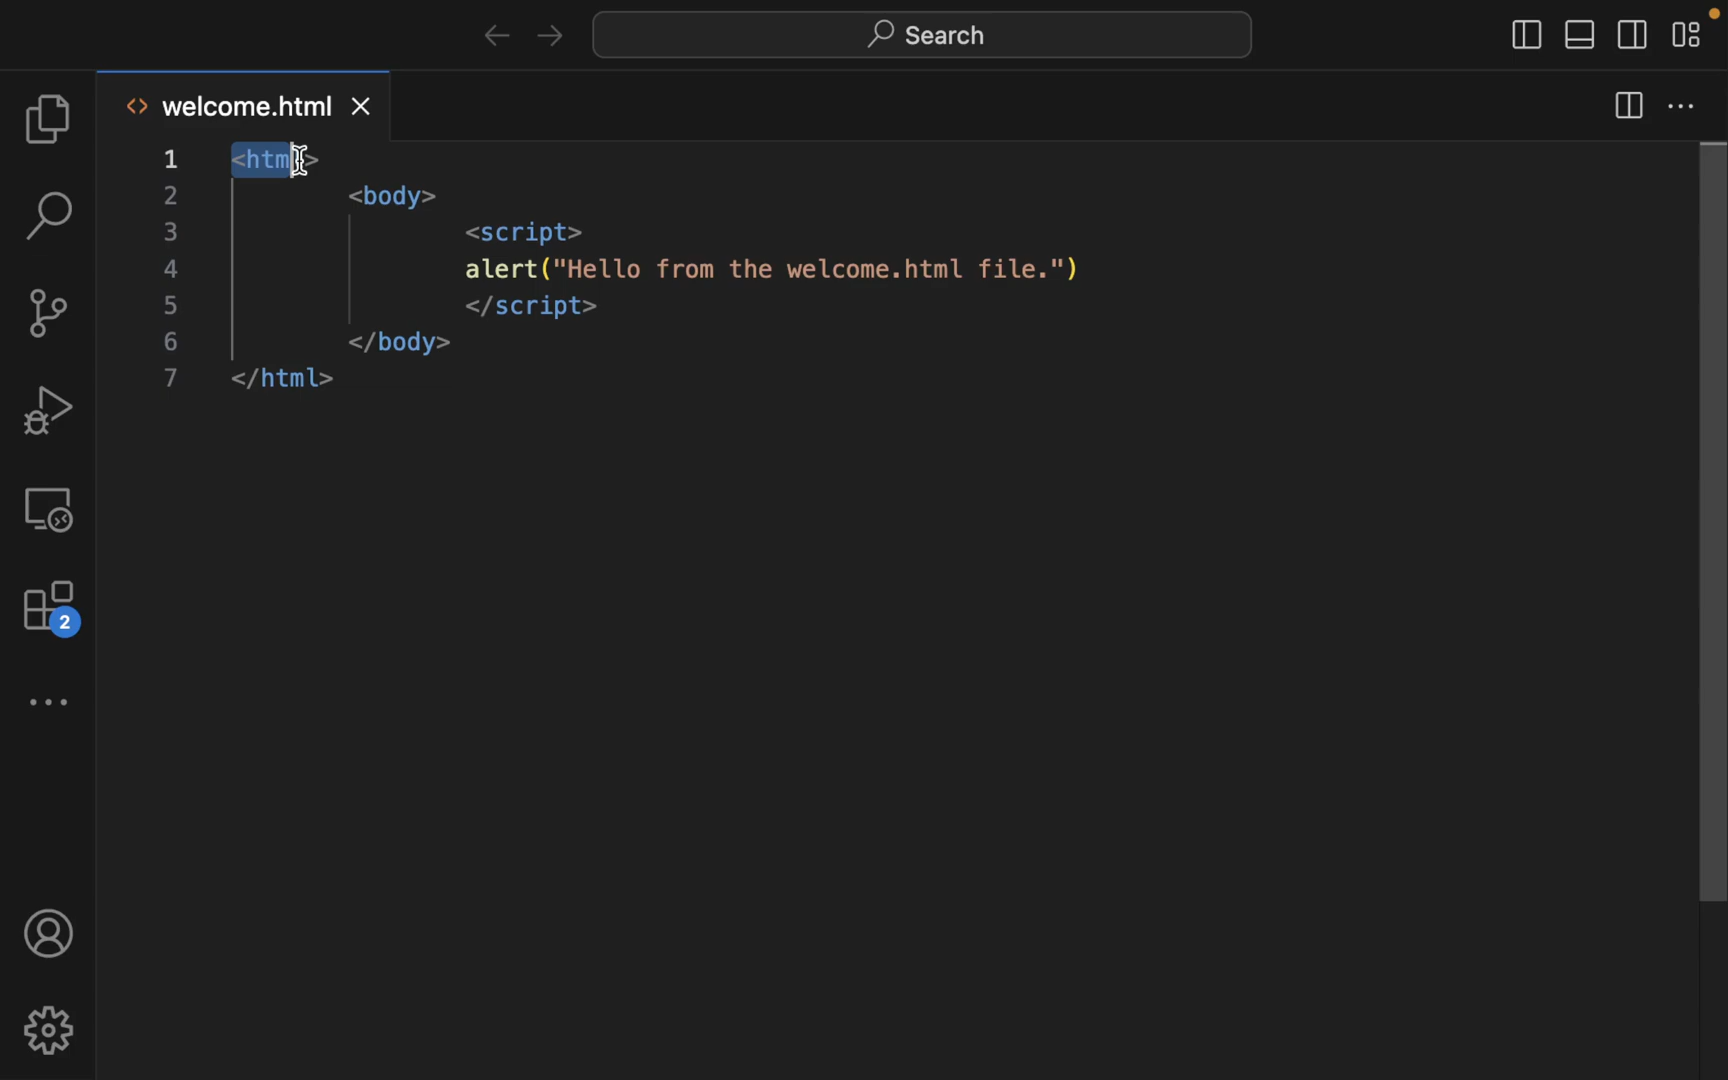 Search
welcome.html
1 <html>
2 <body>
3 <script>
4 alert("Hello from the welcome.html file.")
5 </script>
6 </body>
7 </html>
2